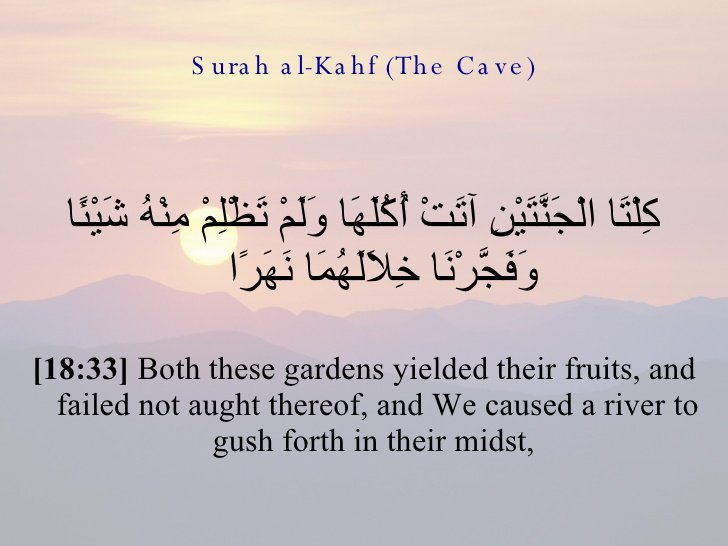 Surah al-Kahf (The Cave)
كِلْتَا الْجَنَّتَيْنِ آتَتْ أُكُلَهَا وَلَمْ تَظْلِمْ مِنْهُ شَيْئًا
وَفَجَّرْنَا خِلَالَهُمَا نَهَرًا
[18:33] Both these gardens yielded their fruits, and
failed not aught thereof, and We caused a river to
gush forth in their midst,